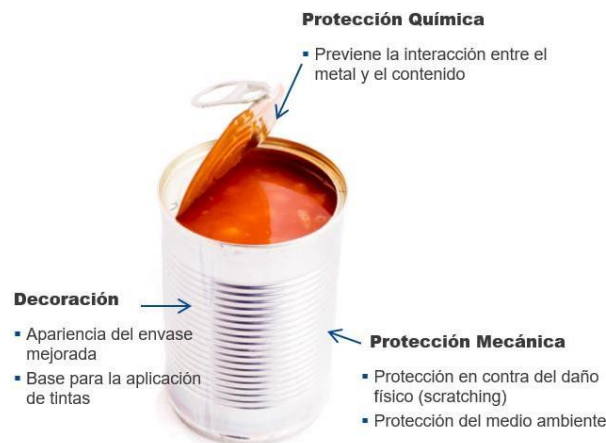 Protección Química
▪ Previene la interacción entre el
metal y el contenido
Decoración
▪ Apariencia del envase
mejorada
▪ Base para la aplicación
de tintas
Protección Mecánica
▪ Protección en contra del daño
físico (scratching)
▪ Protección del medio ambiente